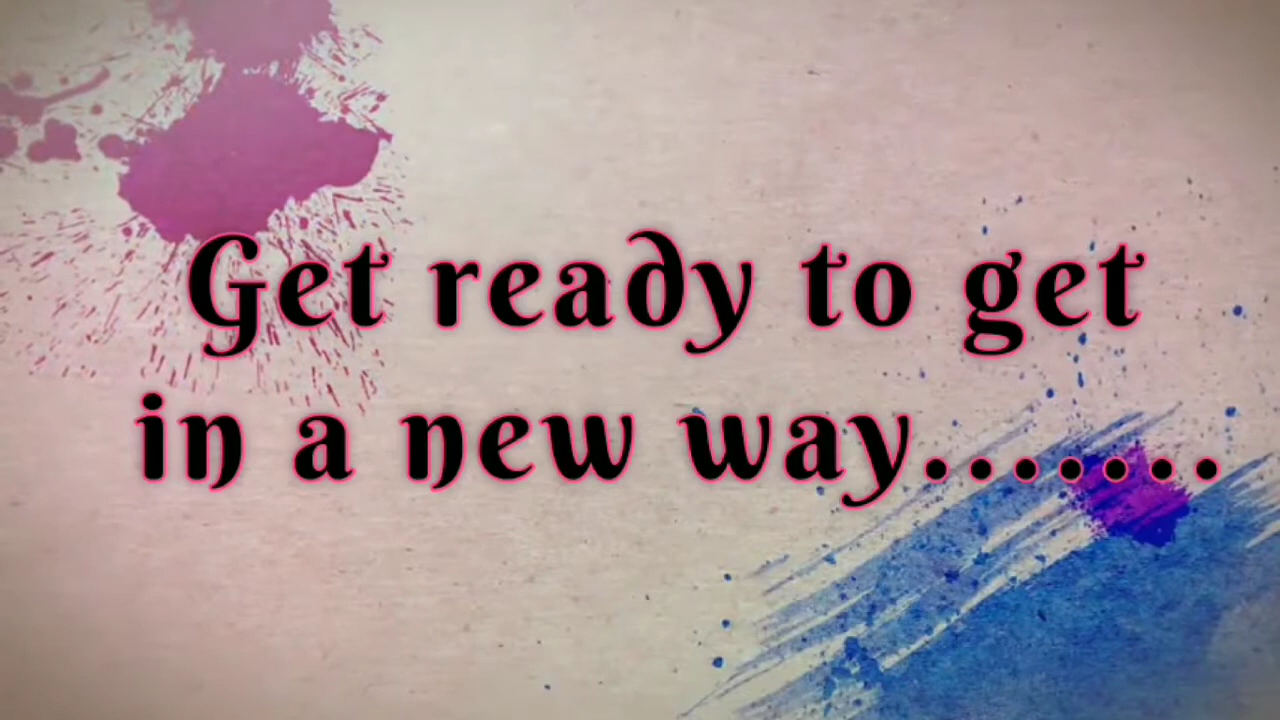 Get ready to get
in a new way.......